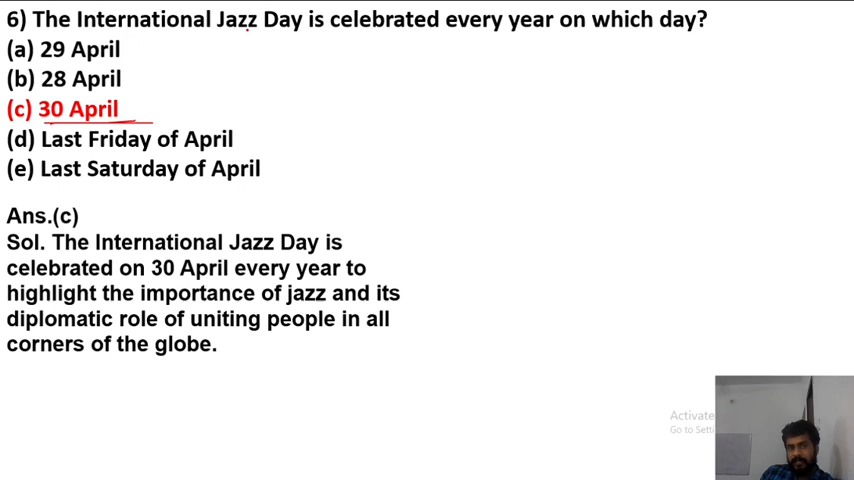 6) The International Jazz Day is celebrated every year on which day?
(a) 29 April
(b) 28 April
(c) 30 April
(d) Last Friday of April
(e) Last Saturday of April
Ans.(c)
Sol. The International Jazz Day is
celebrated on 30 April every year to
highlight the importance of jazz and its
diplomatic role of uniting people in all
corners of the globe.
Activate
Go to Setti